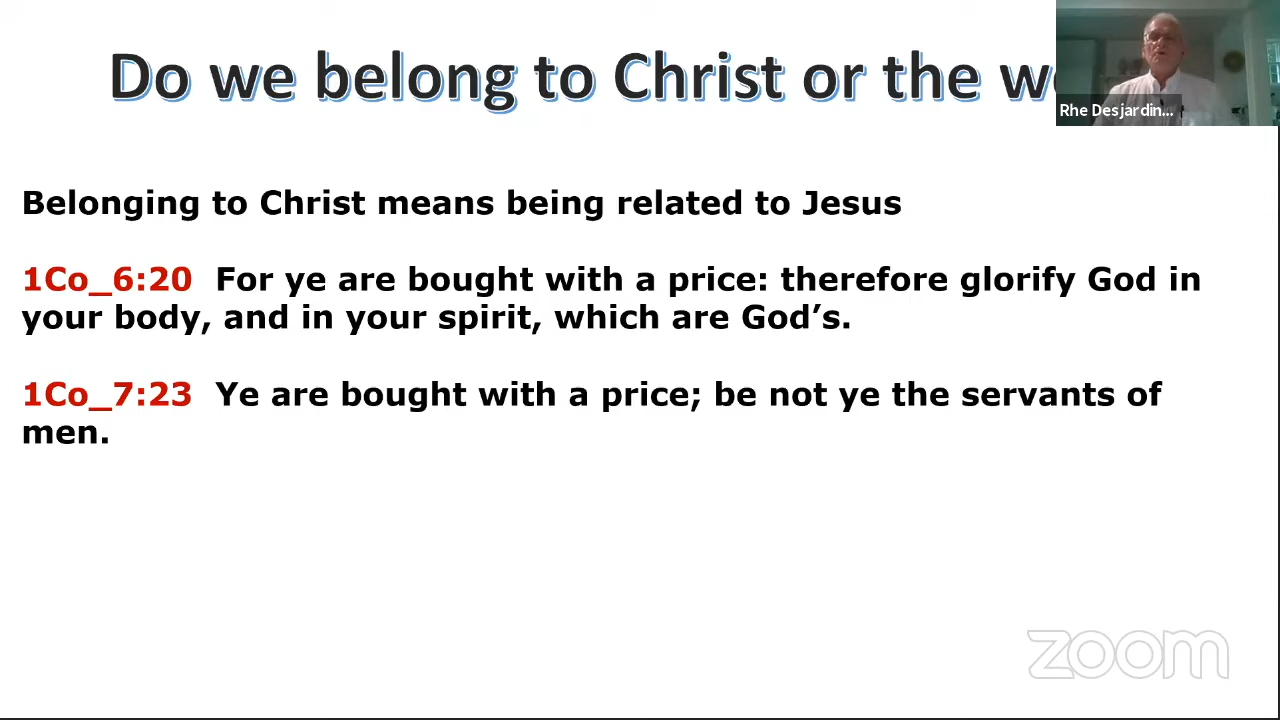 Do we belong to Christ or the
Rhe Desjardin...
Belonging to Christ means being related to Jesus
1Co_6:20 For ye are bought with a price: therefore glorify God in
your body, and in your spirit, which are God’s.
1Co_7:23 Ye are bought with a price; be not ye the servants of
men.
zoom